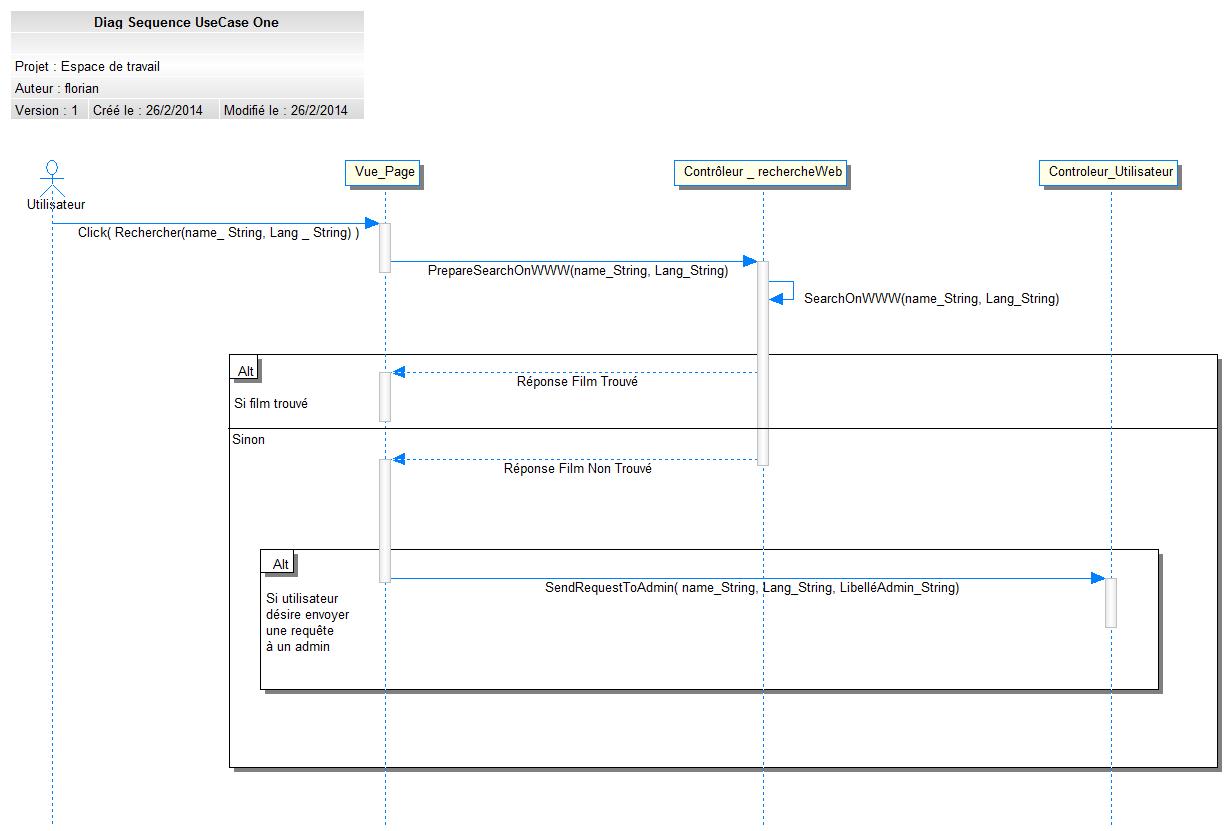 Diag Sequence UseCase One
Projet : Espace de travail
Auteur : florian
Version : 1 Créé le : 26/2/2014 Modifié le : 26/2/2014
Utilisateur
Vue_Page
Contrôleur _ rechercheWeb
Controleur_Utilisateur
Click( Rechercher(name_ String, Lang _ String) )
PrepareSearchOnWWW(name_String, Lang_String)
SearchOnWWW(name_String, Lang_String)
Alt
Réponse Film Trouvé
Si film trouvé
Sinon
Réponse Film Non Trouvé
Alt
SendRequestToAdmin( name_String, Lang_String, LibelléAdmin_String)
Si utilisateur
désire envoyer
une requête
à un admin